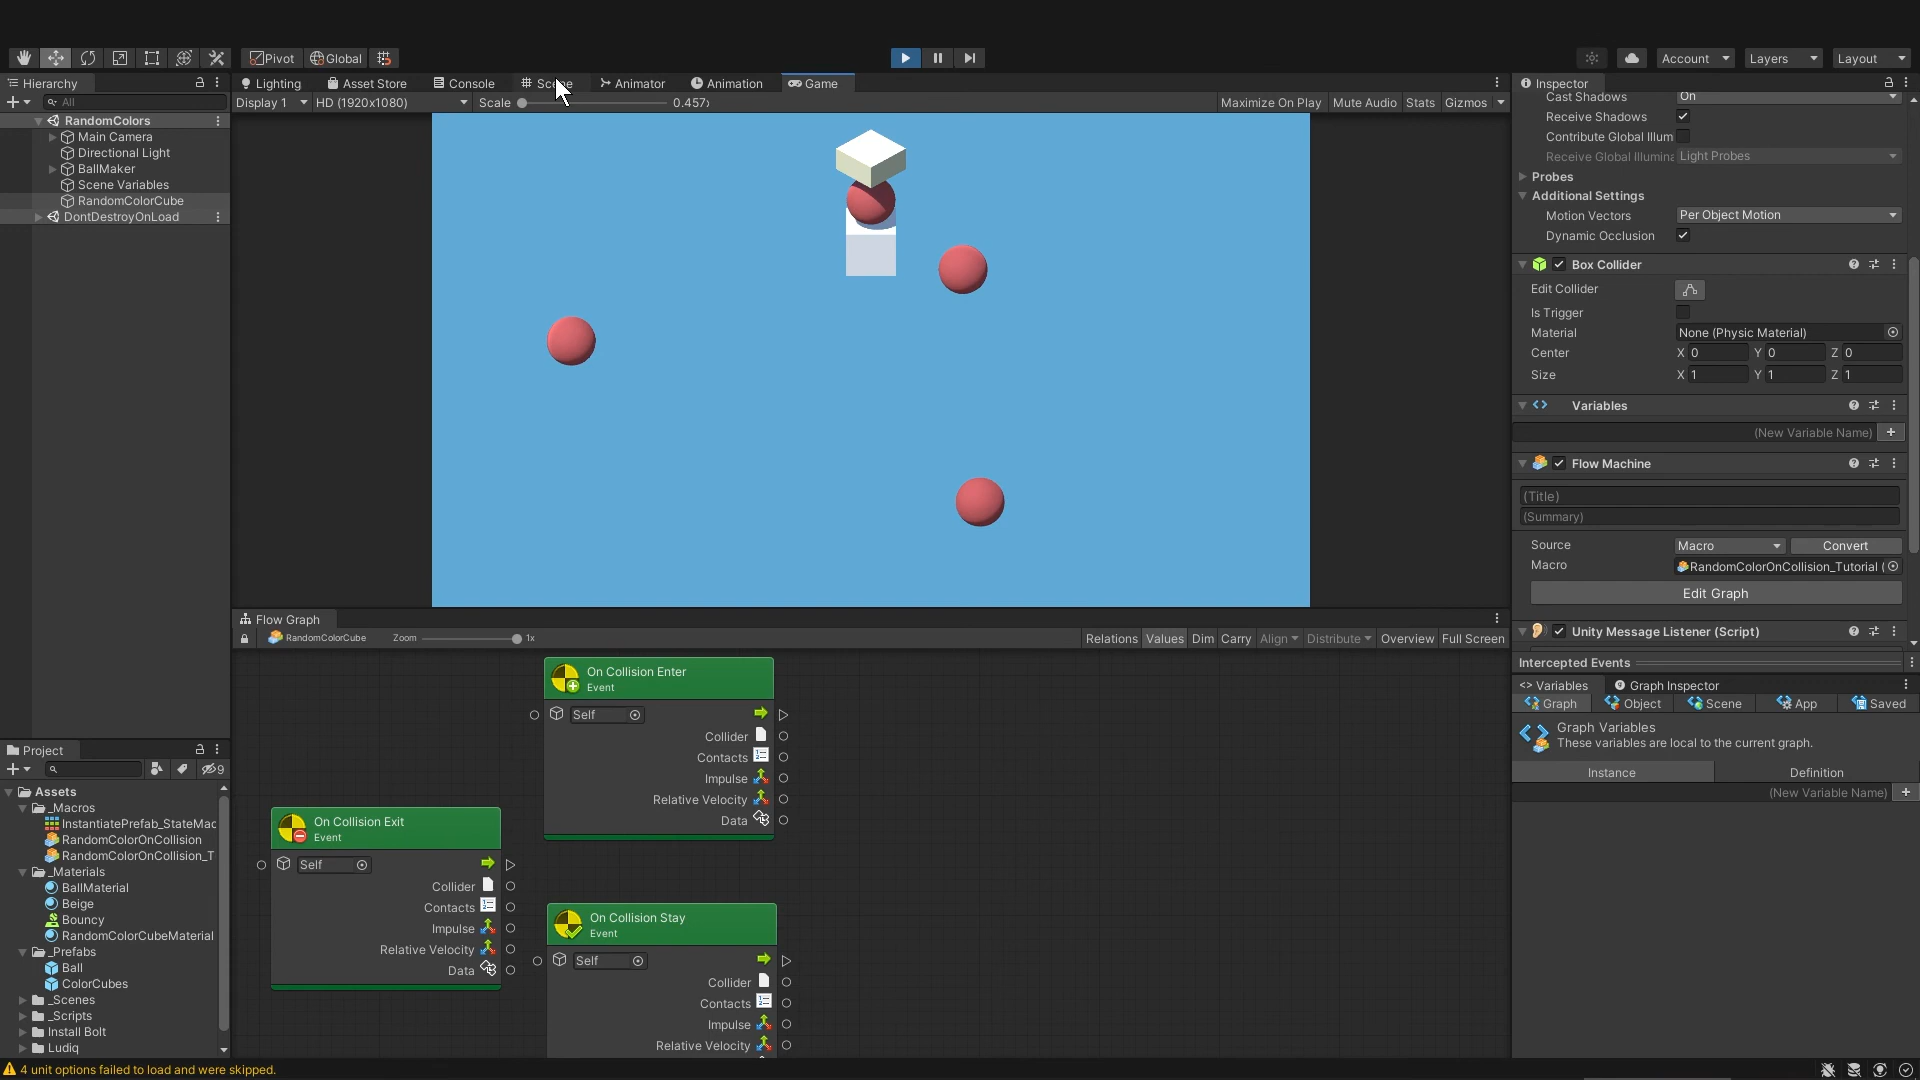 Pivot Global Account Layers Layout
Hierarchy
Lighting Asset Store Console Scene Animator Animation Game
Inspector
All
Display 1 HD (1920x1080) Scale 0.457x Maximize On Play Mute Audio Stats Gizmos
RandomColors
Main Camera
Directional Light
BallMaker
Scene Variables
RandomColorCube
DontDestroyOnLoad
Cast Shadows On
Receive Shadows
Contribute Global Illum
Receive Global Illumina Light Probes
Probes
Additional Settings
Motion Vectors Per Object Motion
Dynamic Occlusion
Box Collider
Edit Collider
Is Trigger
Material None (Physic Material)
Center X 0 Y 0 Z 0
Size X 1 Y 1 Z 1
Variables
(New Variable Name)
Flow Machine
(Title)
(Summary)
Source Macro Convert
Macro RandomColorOnCollision_Tutorial (
Edit Graph
Unity Message Listener (Script)
Intercepted Events
Variables Graph Inspector
Graph Object Scene App Saved
Graph Variables
These variables are local to the current graph.
Instance Definition
(New Variable Name)
Flow Graph
RandomColorCube Zoom 1x Relations Values Dim Carry Align Distribute Overview Full Screen
On Collision Enter
Event
Self
Collider
Contacts
Impulse
Relative Velocity
Data
On Collision Exit
Event
Self
Collider
Contacts
Impulse
Relative Velocity
Data
On Collision Stay
Event
Self
Collider
Contacts
Impulse
Relative Velocity
Project
9
Assets
_Macros
InstantiatePrefab_StateMac
RandomColorOnCollision
RandomColorOnCollision_T
_Materials
BallMaterial
Beige
Bouncy
RandomColorCubeMaterial
_Prefabs
Ball
ColorCubes
_Scenes
_Scripts
Install Bolt
Ludiq
4 unit options failed to load and were skipped.